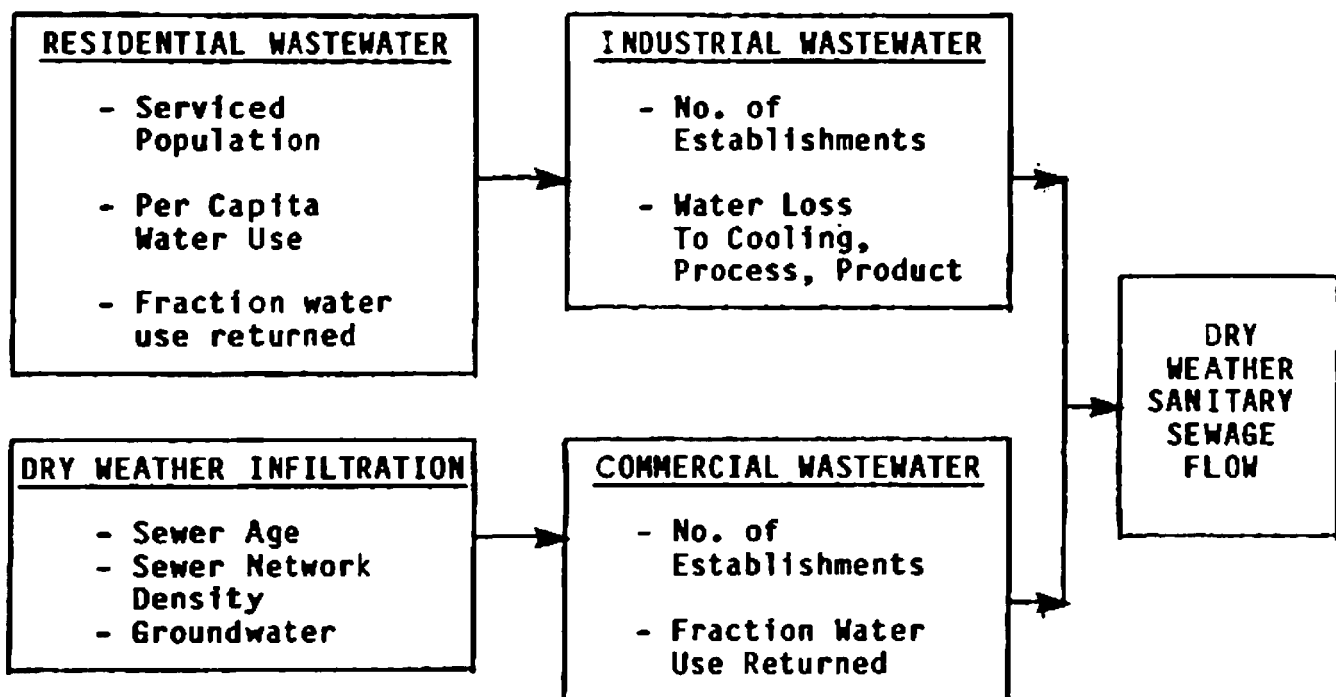 RESIDENTIAL WASTEWATER
- Serviced
Population
- Per Capita
Water Use
- Fraction water
use returned
INDUSTRIAL WASTEWATER
- No. of
Establishments
- Water Loss
To Cooling,
Process, Product
DRY WEATHER INFILTRATION
- Sewer Age
- Sewer Network
Density
- Groundwater
COMMERCIAL WASTEWATER
- No. of
Establishments
- Fraction Water
Use Returned
DRY
WEATHER
SANITARY
SEWAGE
FLOW